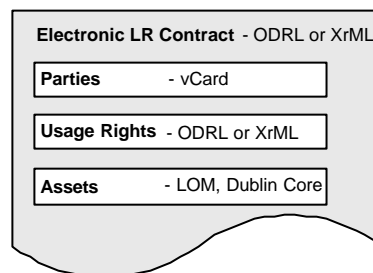 Electronic LR Contract - ODRL or XrML
Parties - vCard
Usage Rights - ODRL or XrML
Assets - LOM, Dublin Core